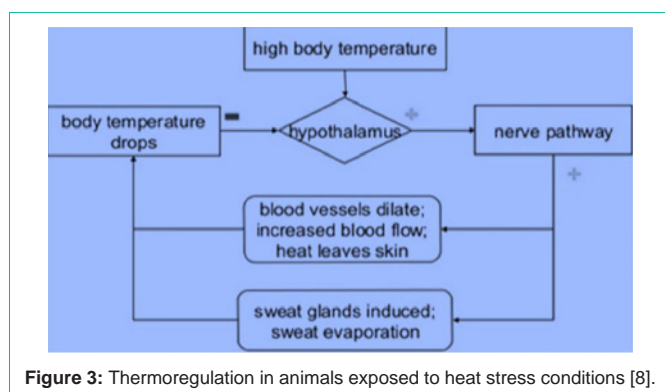 high body temperature
body temperature
drops
−
hypothalamus
+
nerve pathway
+
blood vessels dilate;
increased blood flow;
heat leaves skin
sweat glands induced;
sweat evaporation
Figure 3: Thermoregulation in animals exposed to heat stress conditions [8].